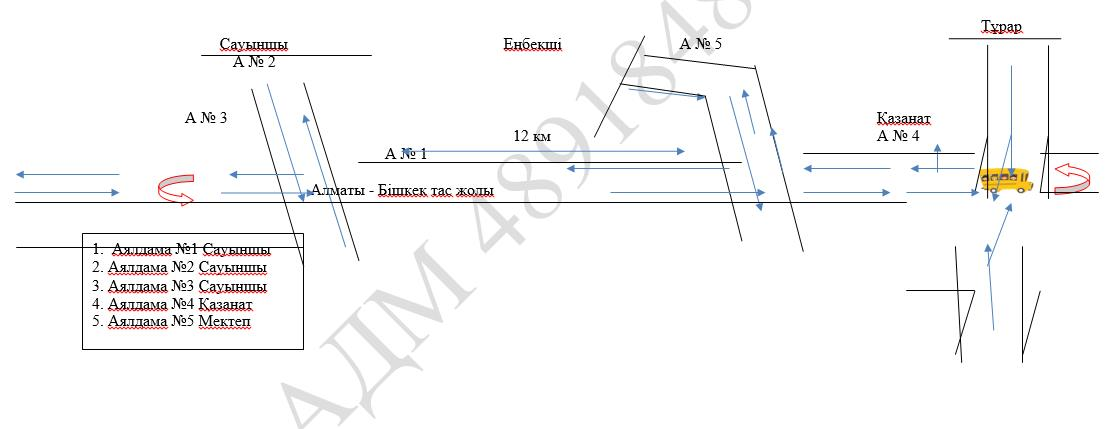 Тұрар
Сауыншы
Еңбекші
А № 5
А № 2
А № 3
Қазанат
А № 4
12 км
А № 1
Алматы - Бішкек тас жолы
1. Аялдама №1 Сауыншы
2. Аялдама №2 Сауыншы
3. Аялдама №3 Сауыншы
4. Аялдама №4 Қазанат
5. Аялдама №5 Мектеп
АДМ 4891848